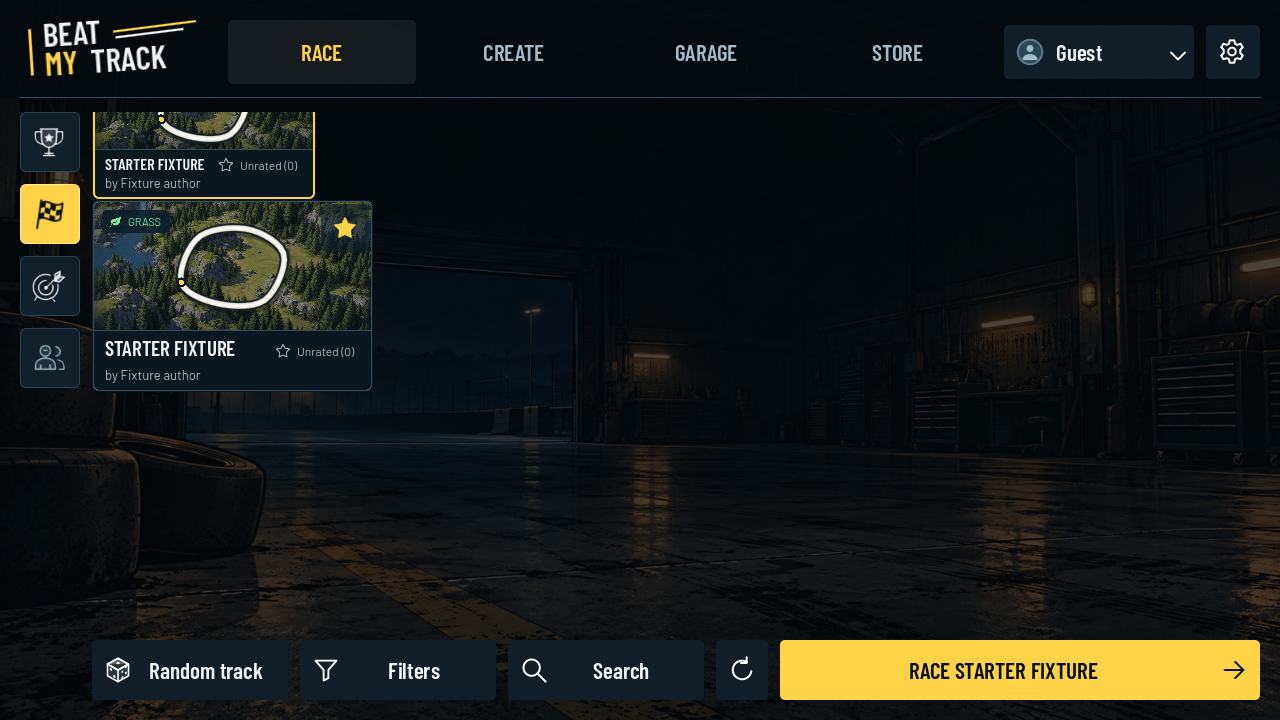 BEAT
MY TRACK
RACE
CREATE
GARAGE
STORE
Guest
STARTER FIXTURE
Unrated (0)
by Fixture author
GRASS
STARTER FIXTURE
Unrated (0)
by Fixture author
Random track
Filters
Search
RACE STARTER FIXTURE